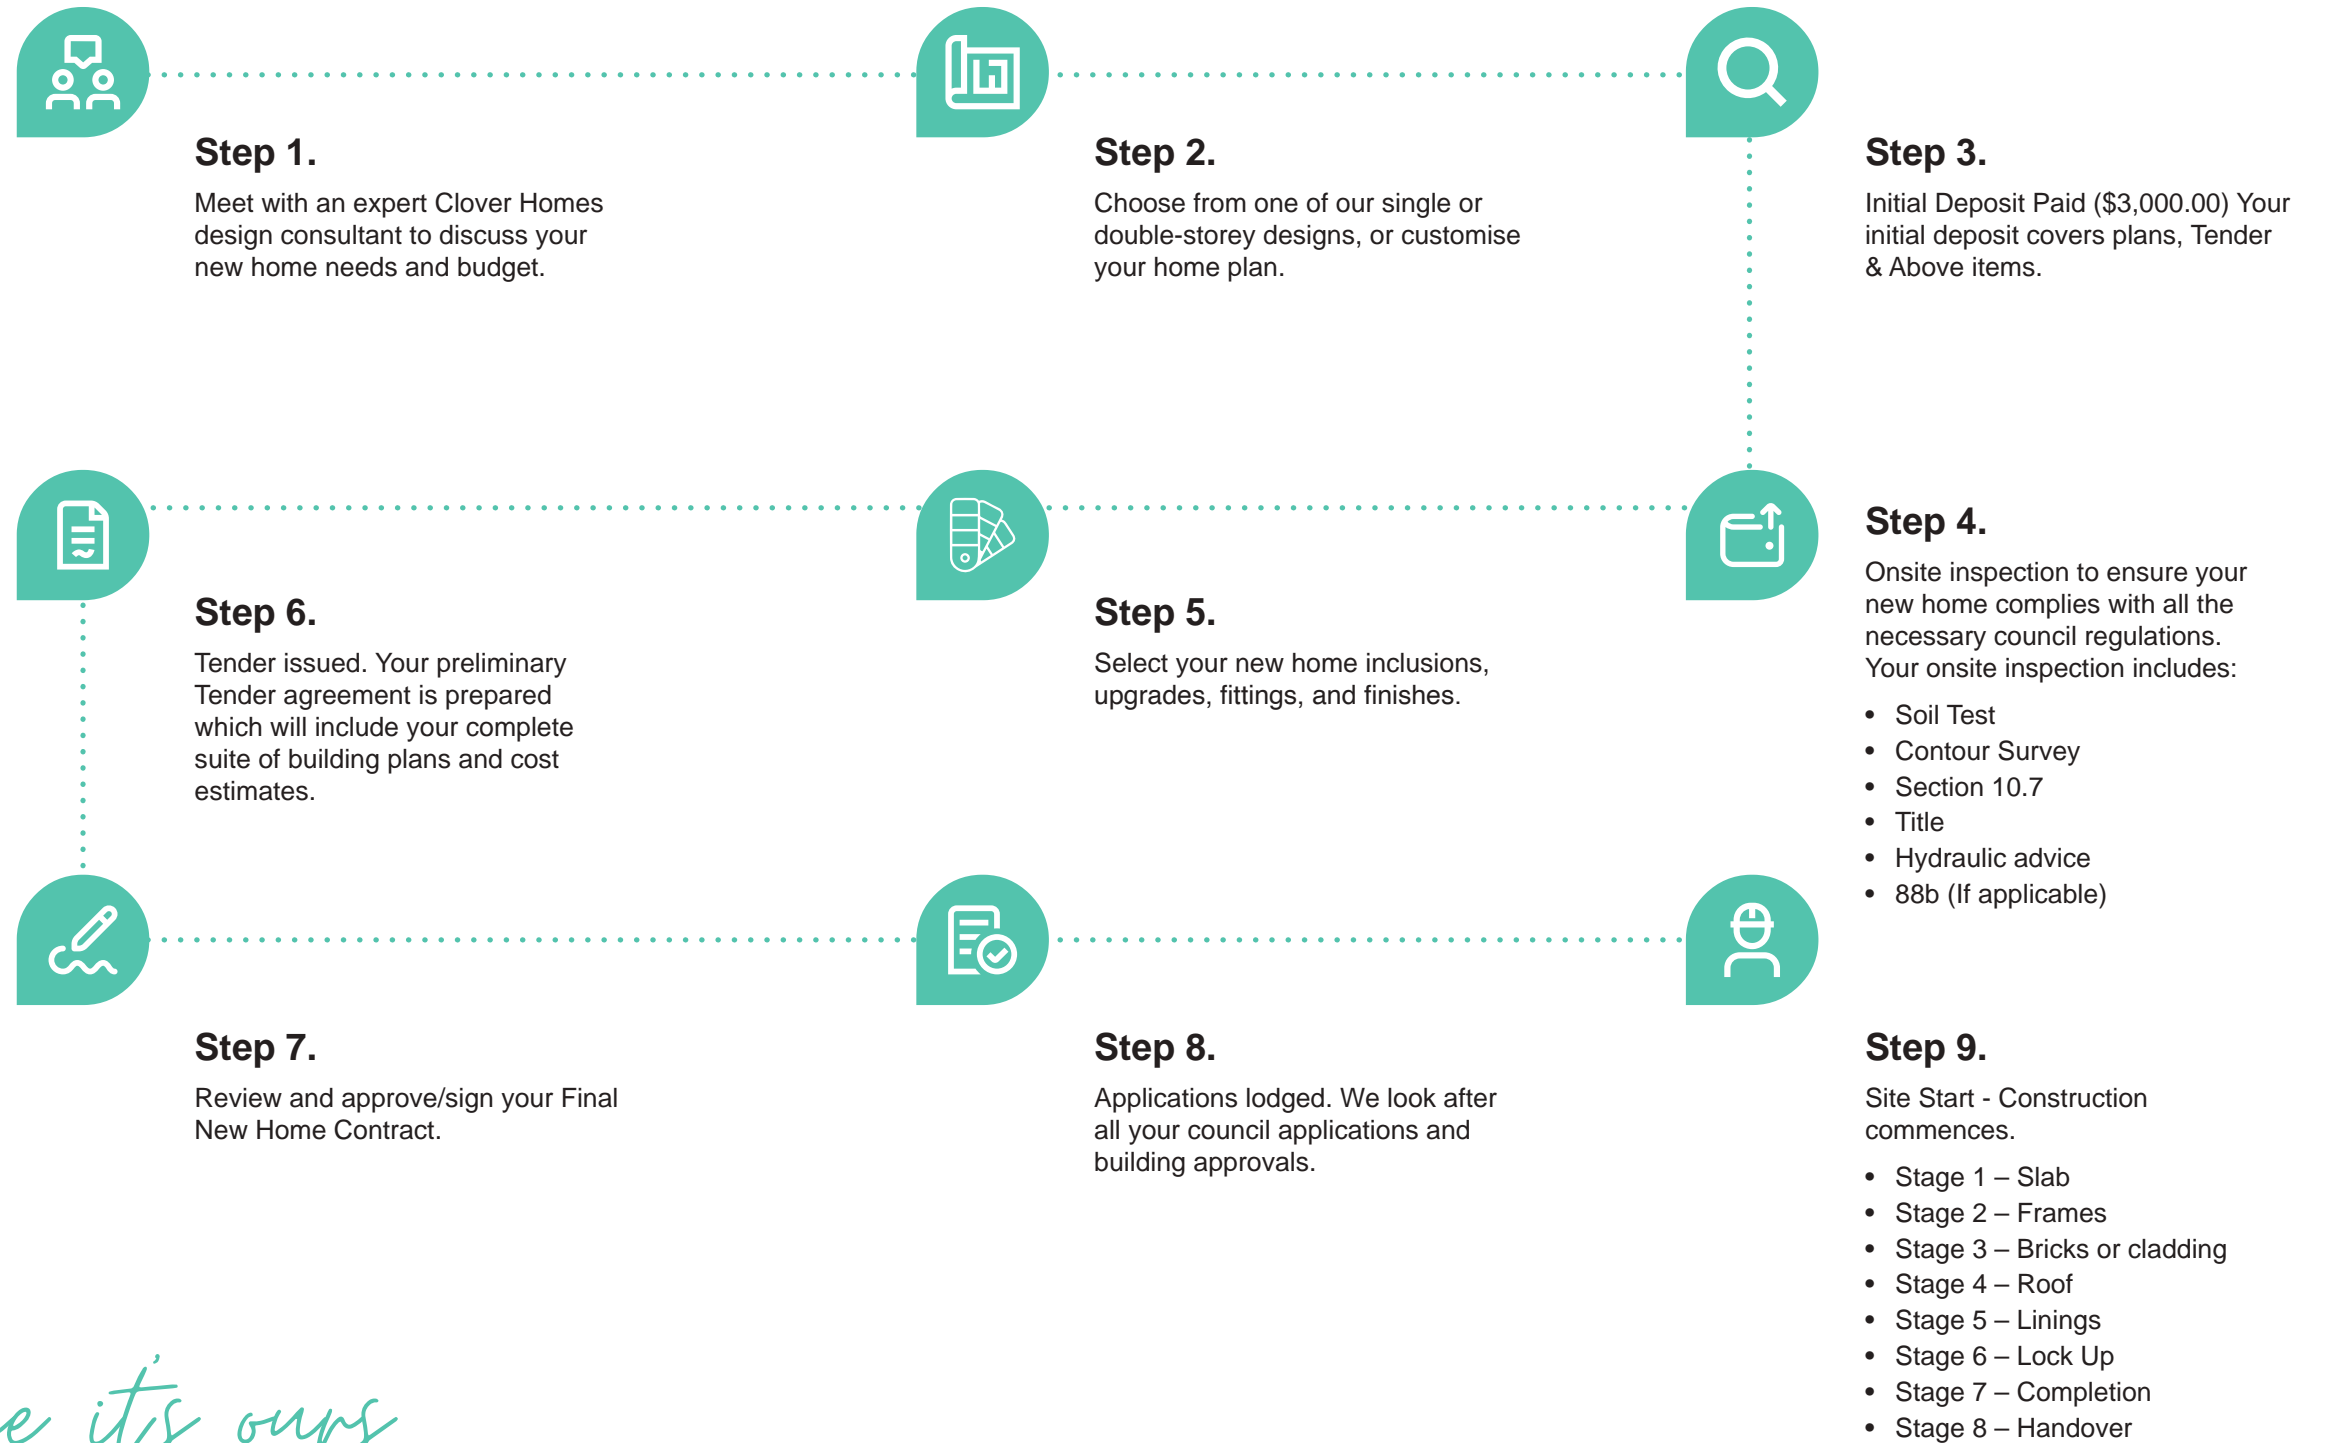 Step 1.
Meet with an expert Clover Homes
design consultant to discuss your
new home needs and budget.
Step 2.
Choose from one of our single or
double-storey designs, or customise
your home plan.
Step 3.
Initial Deposit Paid ($3,000.00) Your
initial deposit covers plans, Tender
& Above items.
Step 4.
Onsite inspection to ensure your
new home complies with all the
necessary council regulations.
Your onsite inspection includes:
• Soil Test
• Contour Survey
• Section 10.7
• Title
• Hydraulic advice
• 88b (If applicable)
Step 5.
Select your new home inclusions,
upgrades, fittings, and finishes.
Step 6.
Tender issued. Your preliminary
Tender agreement is prepared
which will include your complete
suite of building plans and cost
estimates.
Step 7.
Review and approve/sign your Final
New Home Contract.
Step 8.
Applications lodged. We look after
all your council applications and
building approvals.
Step 9.
Site Start - Construction
commences.
• Stage 1 – Slab
• Stage 2 – Frames
• Stage 3 – Bricks or cladding
• Stage 4 – Roof
• Stage 5 – Linings
• Stage 6 – Lock Up
• Stage 7 – Completion
• Stage 8 – Handover
it's ours